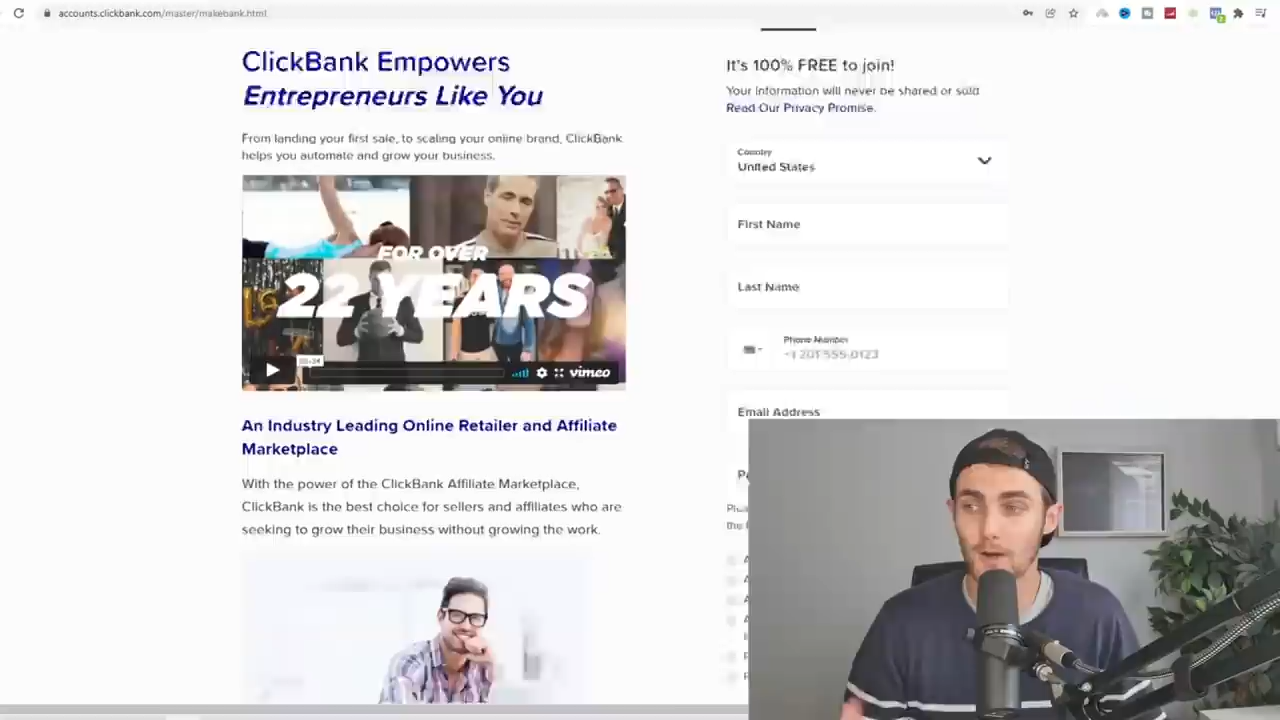 accounts.clickbank.com/master/makebank.html
ClickBank Empowers
Entrepreneurs Like You
From landing your first sale, to scaling your online brand, ClickBank
helps you automate and grow your business.
FOR OVER
22 YEARS
vimeo
An Industry Leading Online Retailer and Affiliate
Marketplace
With the power of the ClickBank Affiliate Marketplace,
ClickBank is the best choice for sellers and affiliates who are
seeking to grow their business without growing the work.
It's 100% FREE to join!
Your information will never be shared or sold
Read Our Privacy Promise.
Country
United States
First Name
Last Name
Phone Number
+1 201-555-0123
Email Address